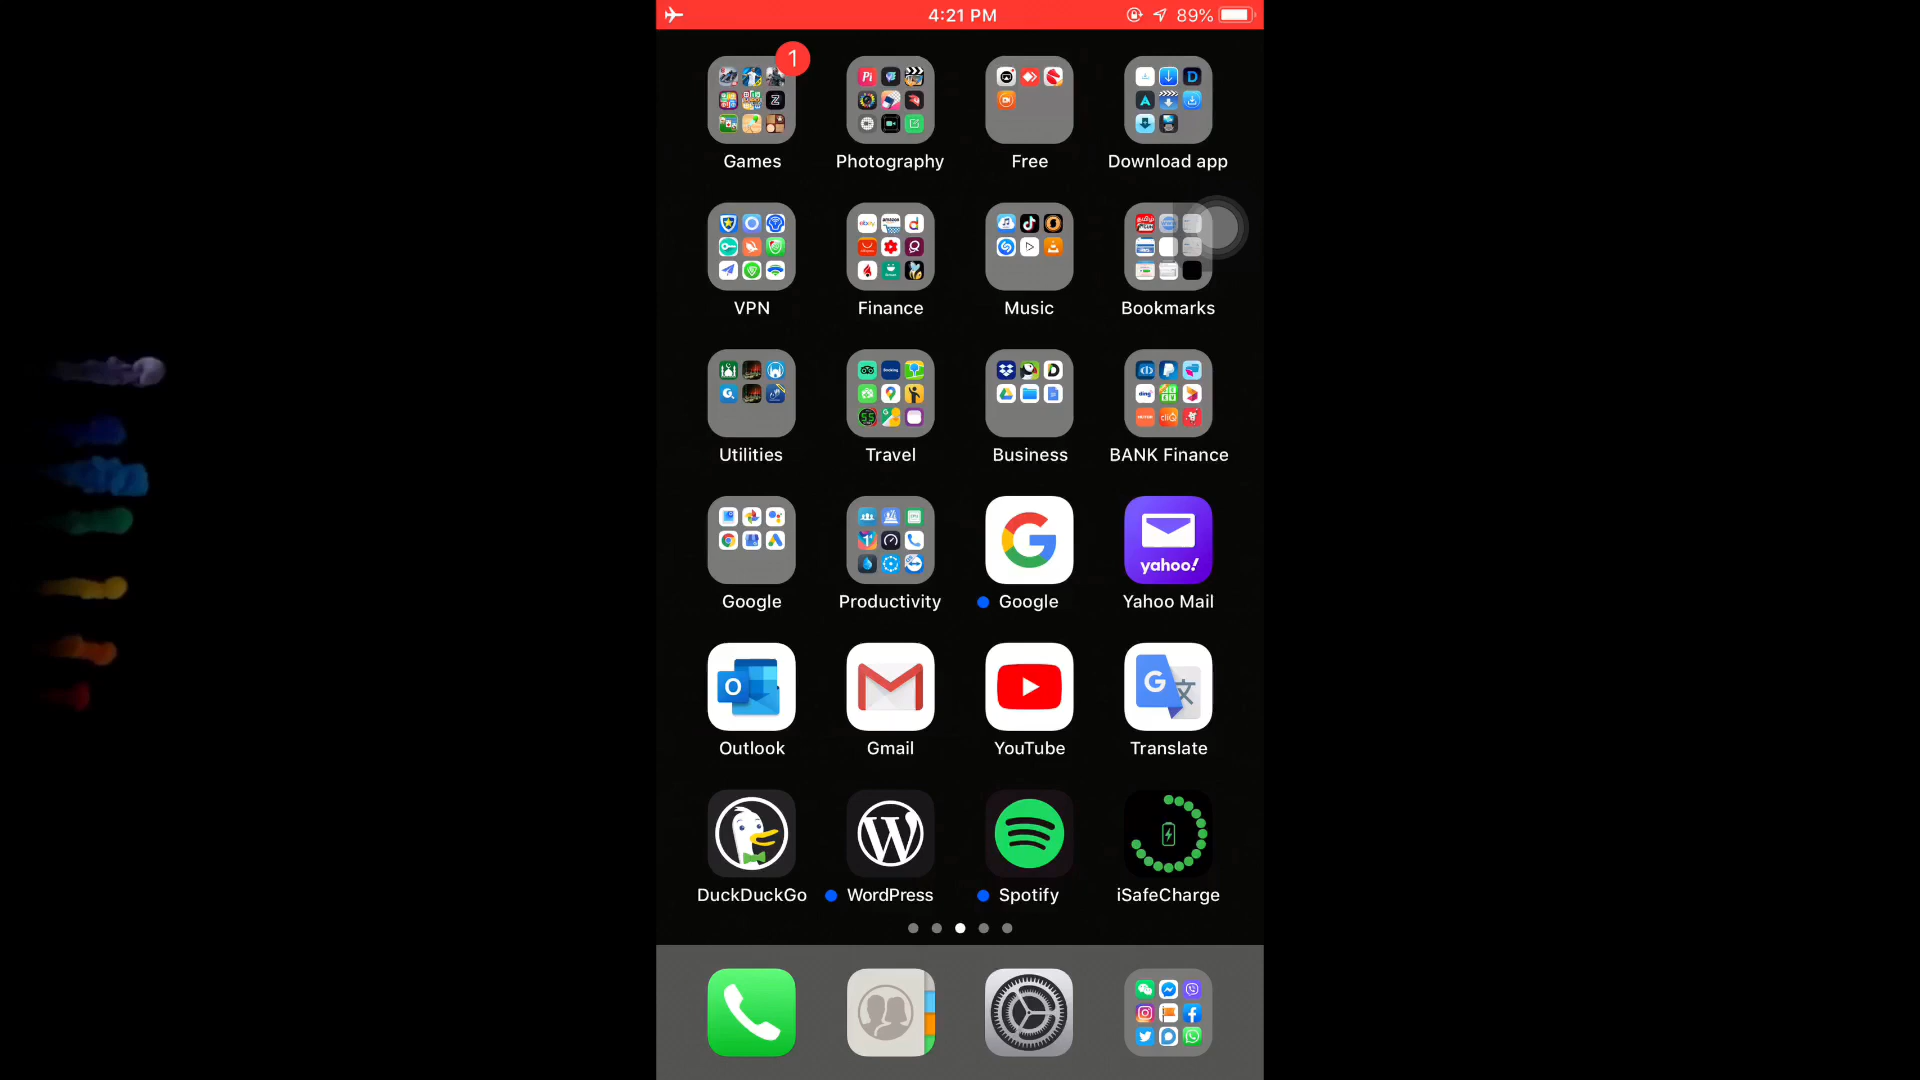 4:21 PM 89%
1
Games Photography Free Download app
VPN Finance Music Bookmarks
Utilities Travel Business BANK Finance
yahoo!
Google Productivity Google Yahoo Mail
Outlook Gmail YouTube Translate
DuckDuckGo WordPress Spotify iSafeCharge